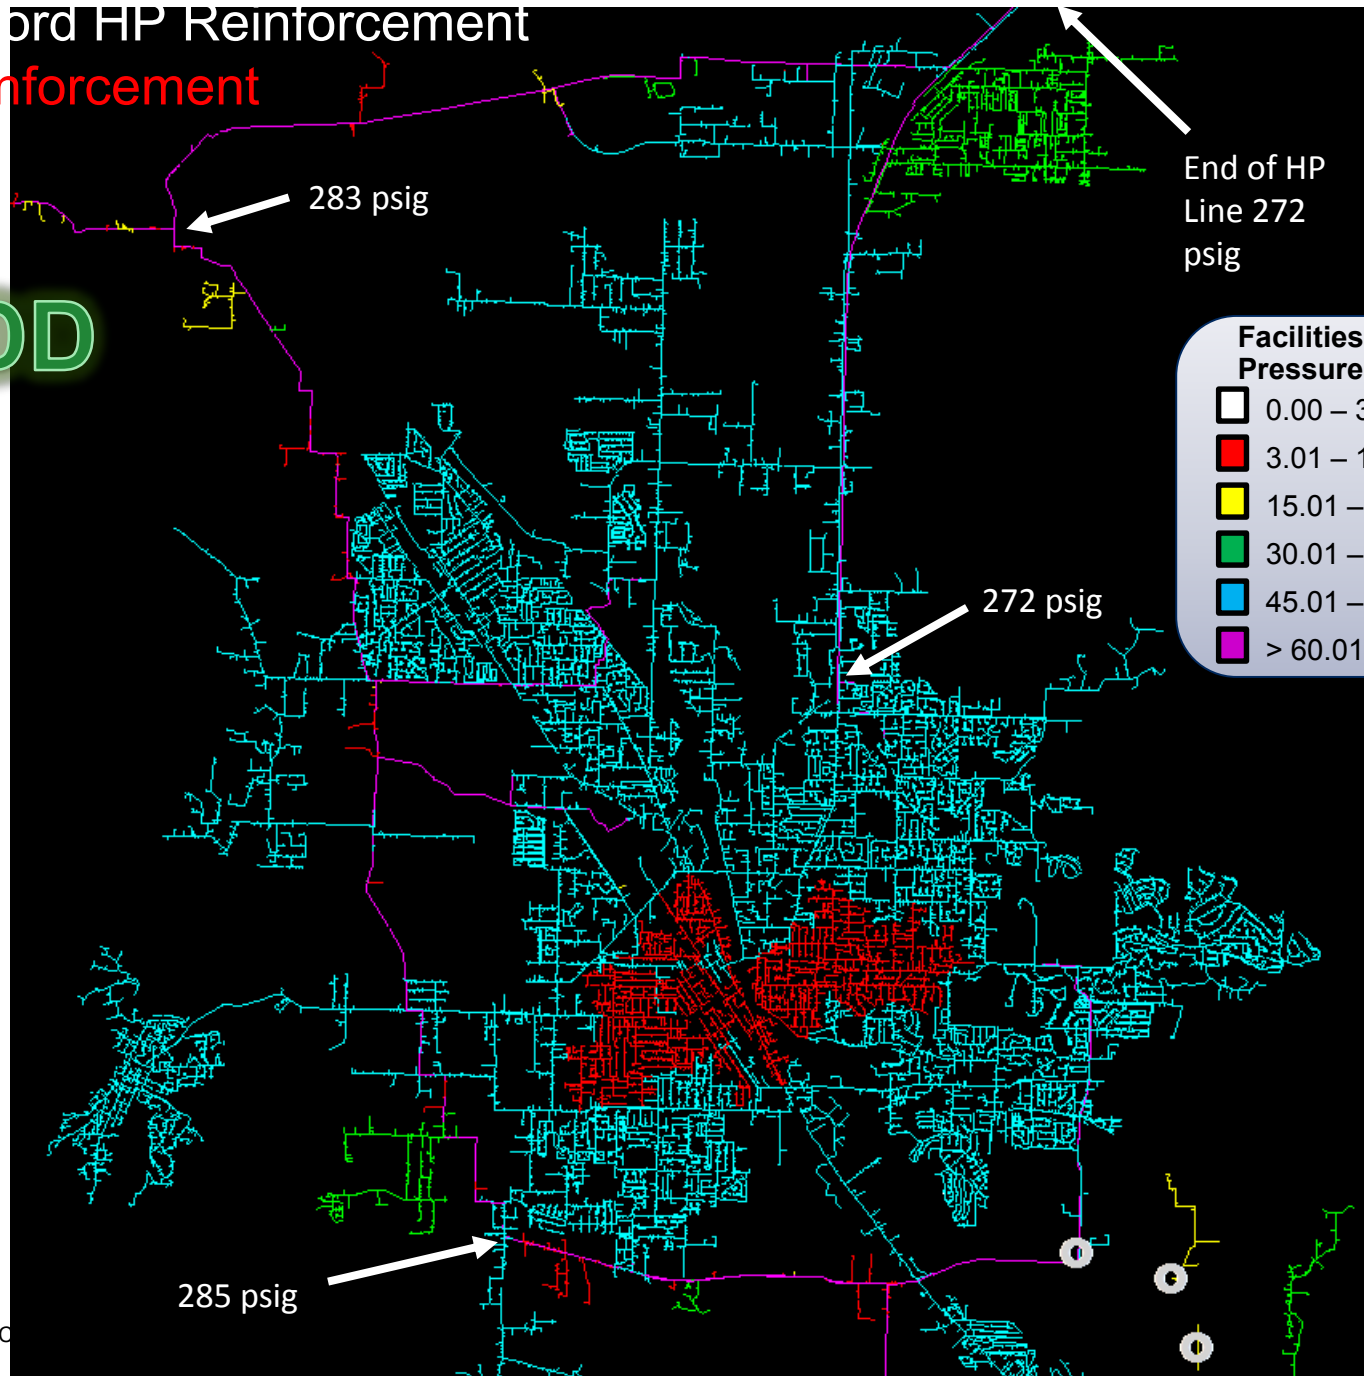 ord HP Reinforcement
nforcement
283 psig
End of HP
Line 272
psig
OD
Facilities
Pressure
0.00 – 3
3.01 – 1
15.01 –
30.01 –
45.01 –
> 60.01
272 psig
285 psig